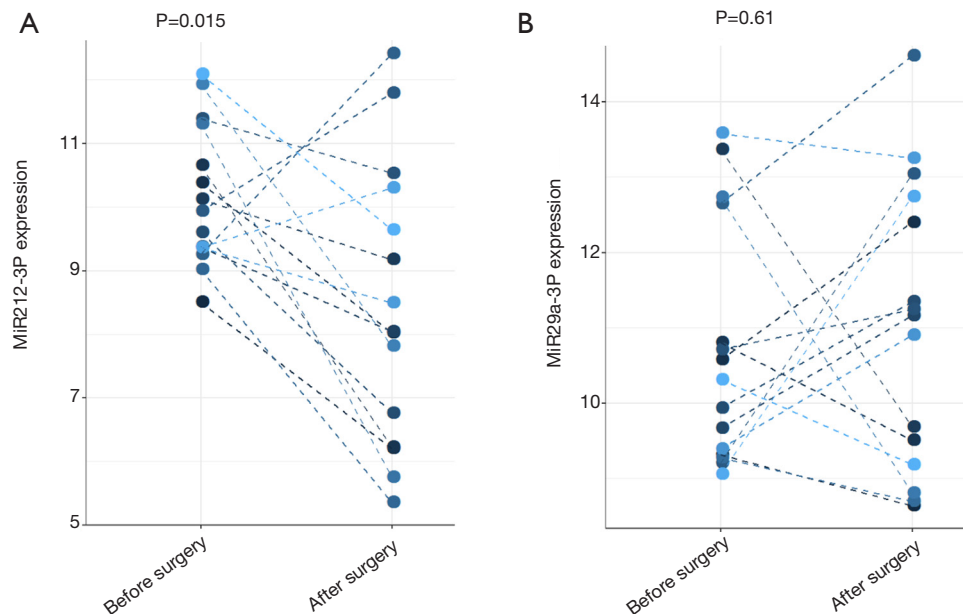 A
P=0.015
MiR212-3P expression
11
9
7
5
Before surgery
After surgery
B
P=0.61
MiR29a-3P expression
14
12
10
Before surgery
After surgery